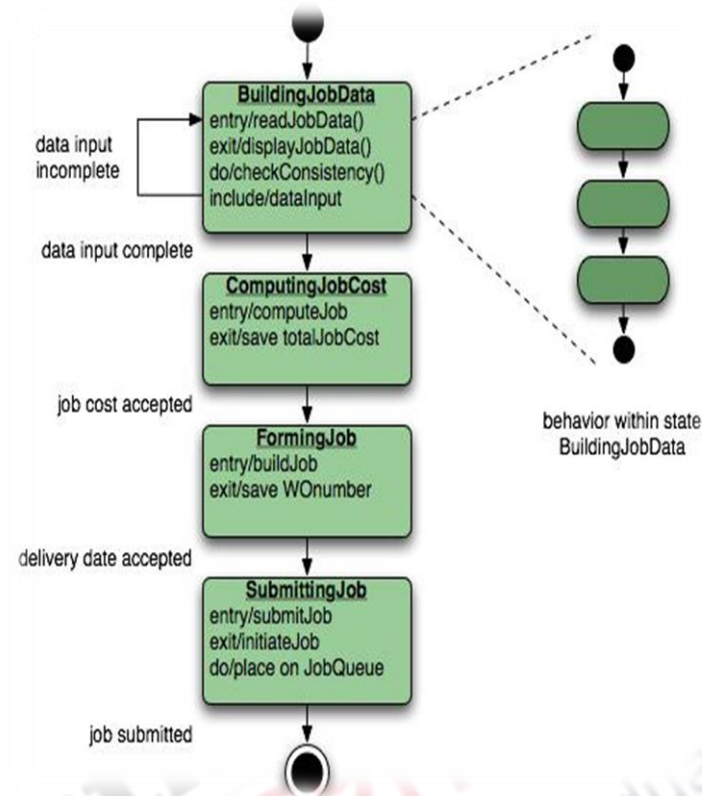 BuildingJobData
entry/readJobData()
exit/displayJobData()
do/checkConsistency()
include/dataInput
data input
incomplete
data input complete
ComputingJobCost
entry/computeJob
exit/save totalJobCost
job cost accepted
FormingJob
entry/buildJob
exit/save WOnumber
delivery date accepted
SubmittingJob
entry/submitJob
exit/initiateJob
do/place on JobQueue
job submitted
behavior within state
BuildingJobData